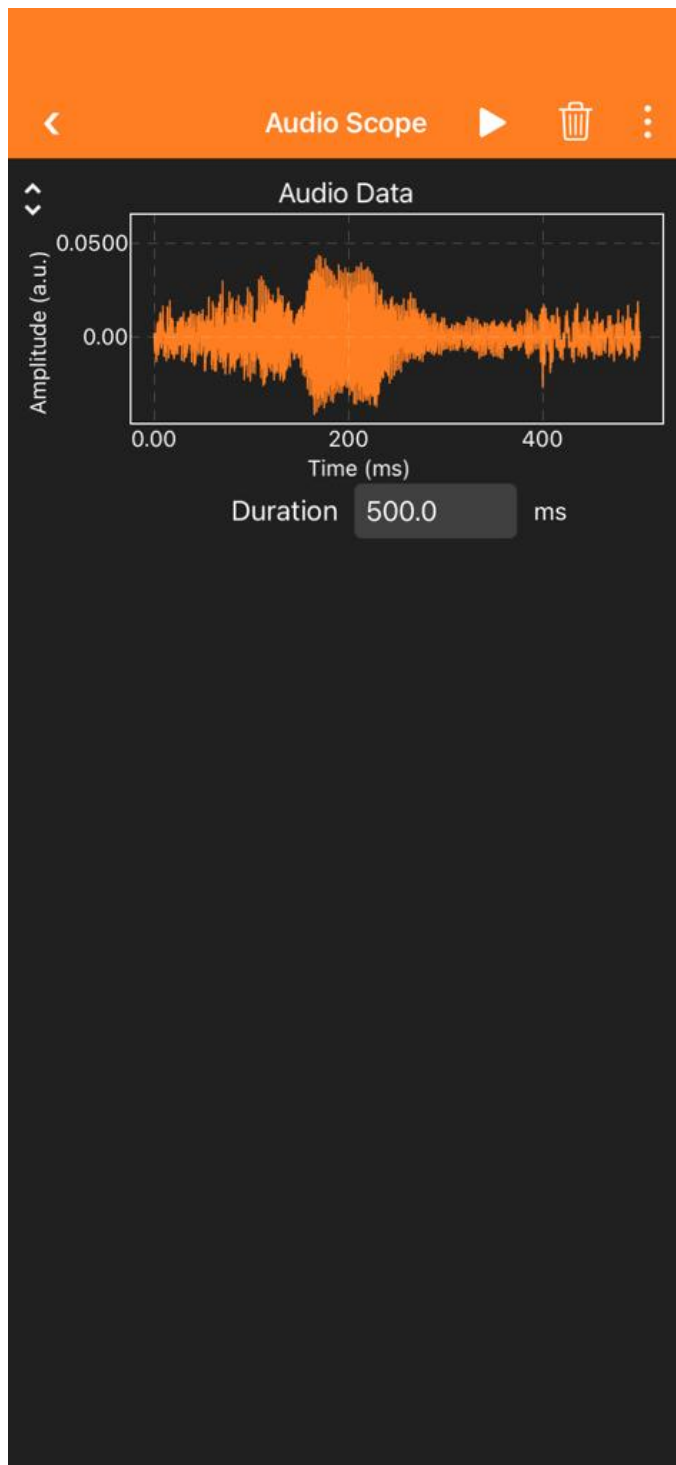 Audio Scope
Audio Data
0.0500
Amplitude (a.u.)
0.00
0.00 200 400
Time (ms)
Duration 500.0 ms